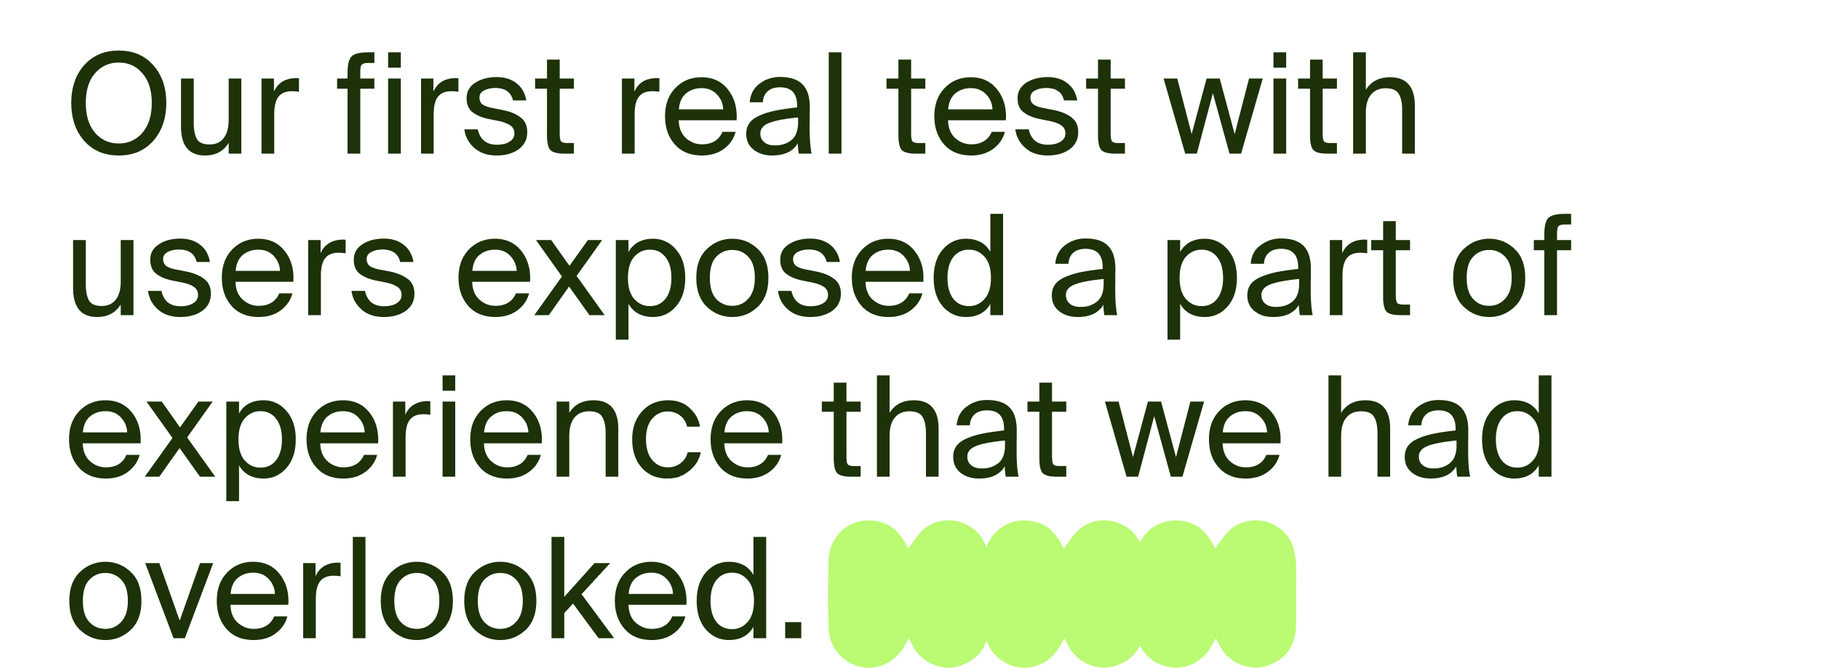 Our first real test with
users exposed a part of
experience that we had
overlooked.